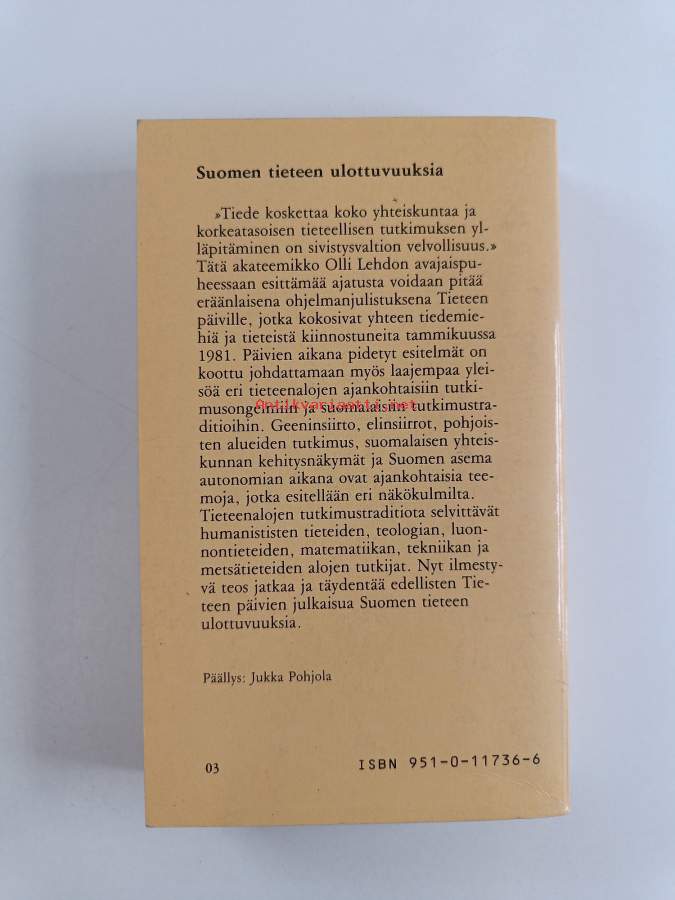 Suomen tieteen ulottuvuuksia
»Tiede koskettaa koko yhteiskuntaa ja
korkeatasoisen tieteellisen tutkimuksen yl-
läpitäminen on sivistysvaltion velvollisuus.»
Tätä akateemikko Olli Lehdon avajaispu-
heessaan esittämää ajatusta voidaan pitää
eräänlaisena ohjelmanjulistuksena Tieteen
päiville, jotka kokosivat yhteen tiedemie-
hiä ja tieteistä kiinnostuneita tammikuussa
1981. Päivien aikana pidetyt esitelmät on
koottu johdattamaan myös laajempaa ylei-
söä eri tieteenalojen ajankohtaisiin tutki-
musongelmiin ja suomalaisiin tutkimustra-
Antikvariaatti.net
ditioihin. Geeninsiirto, elinsiirrot, pohjois-
ten alueiden tutkimus, suomalaisen yhteis-
kunnan kehitysnäkymät ja Suomen asema
autonomian aikana ovat ajankohtaisia tee-
moja, jotka esitellään eri näkökulmilta.
Tieteenalojen tutkimustraditiota selvittävät
humanististen tieteiden, teologian, luon-
nontieteiden, matematiikan, tekniikan ja
metsätieteiden alojen tutkijat. Nyt ilmesty-
vä teos jatkaa ja täydentää edellisten Tie-
teen päivien julkaisua Suomen tieteen
ulottuvuuksia.
Päällys: Jukka Pohjola
03
ISBN 951-0-11736-6